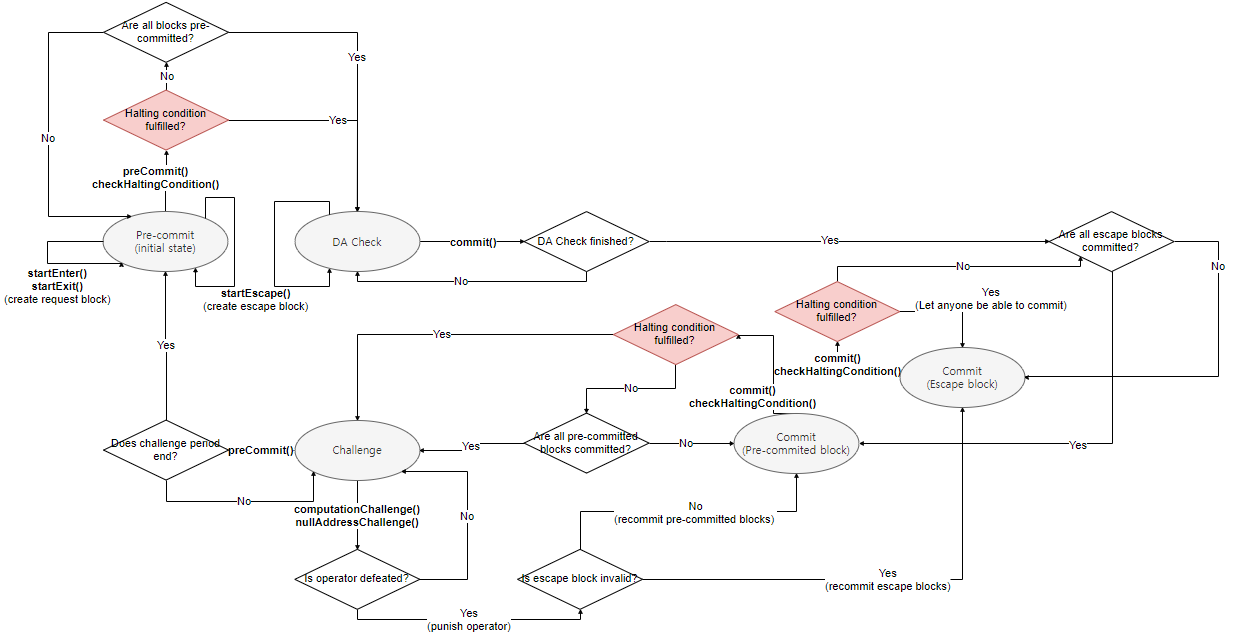 Are all blocks pre-
committed?
Yes
No
Halting condition
fulfilled?
Yes
No
preCommit()
checkHaltingCondition()
Pre-commit
(initial state)
DA Check
commit()
DA Check finished?
Yes
Are all escape blocks
committed?
startEnter()
startExit()
(create request block)
startEscape()
(create escape block)
No
No
No
Halting condition
fulfilled?
Yes
(Let anyone be able to commit)
Yes
Halting condition
fulfilled?
Yes
commit()
checkHaltingCondition()
Commit
(Escape block)
No
commit()
checkHaltingCondition()
Does challenge period
end?
preCommit()
Challenge
Yes
Are all pre-committed
blocks committed?
No
Commit
(Pre-commited block)
Yes
No
computationChallenge()
nullAddressChallenge()
No
No
(recommit pre-committed blocks)
Is operator defeated?
Is escape block invalid?
Yes
(recommit escape blocks)
Yes
(punish operator)